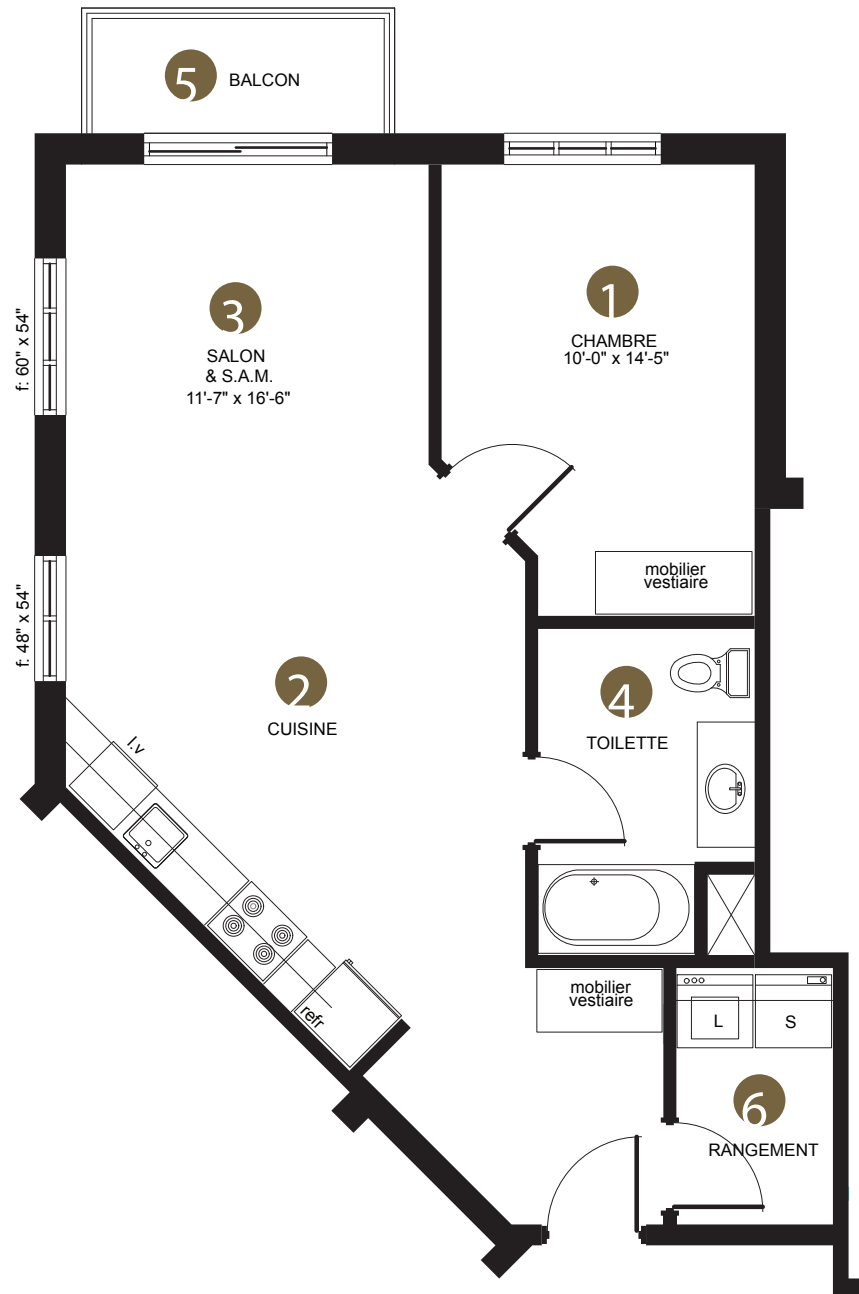 5 BALCON
3
SALON
& S.A.M.
11'-7" x 16'-6"
1
CHAMBRE
10'-0" x 14'-5"
f: 60" x 54"
mobilier
vestiaire
f: 48" x 54"
2
CUISINE
4
TOILETTE
l.v
refr
mobilier
vestiaire
L S
6
RANGEMENT